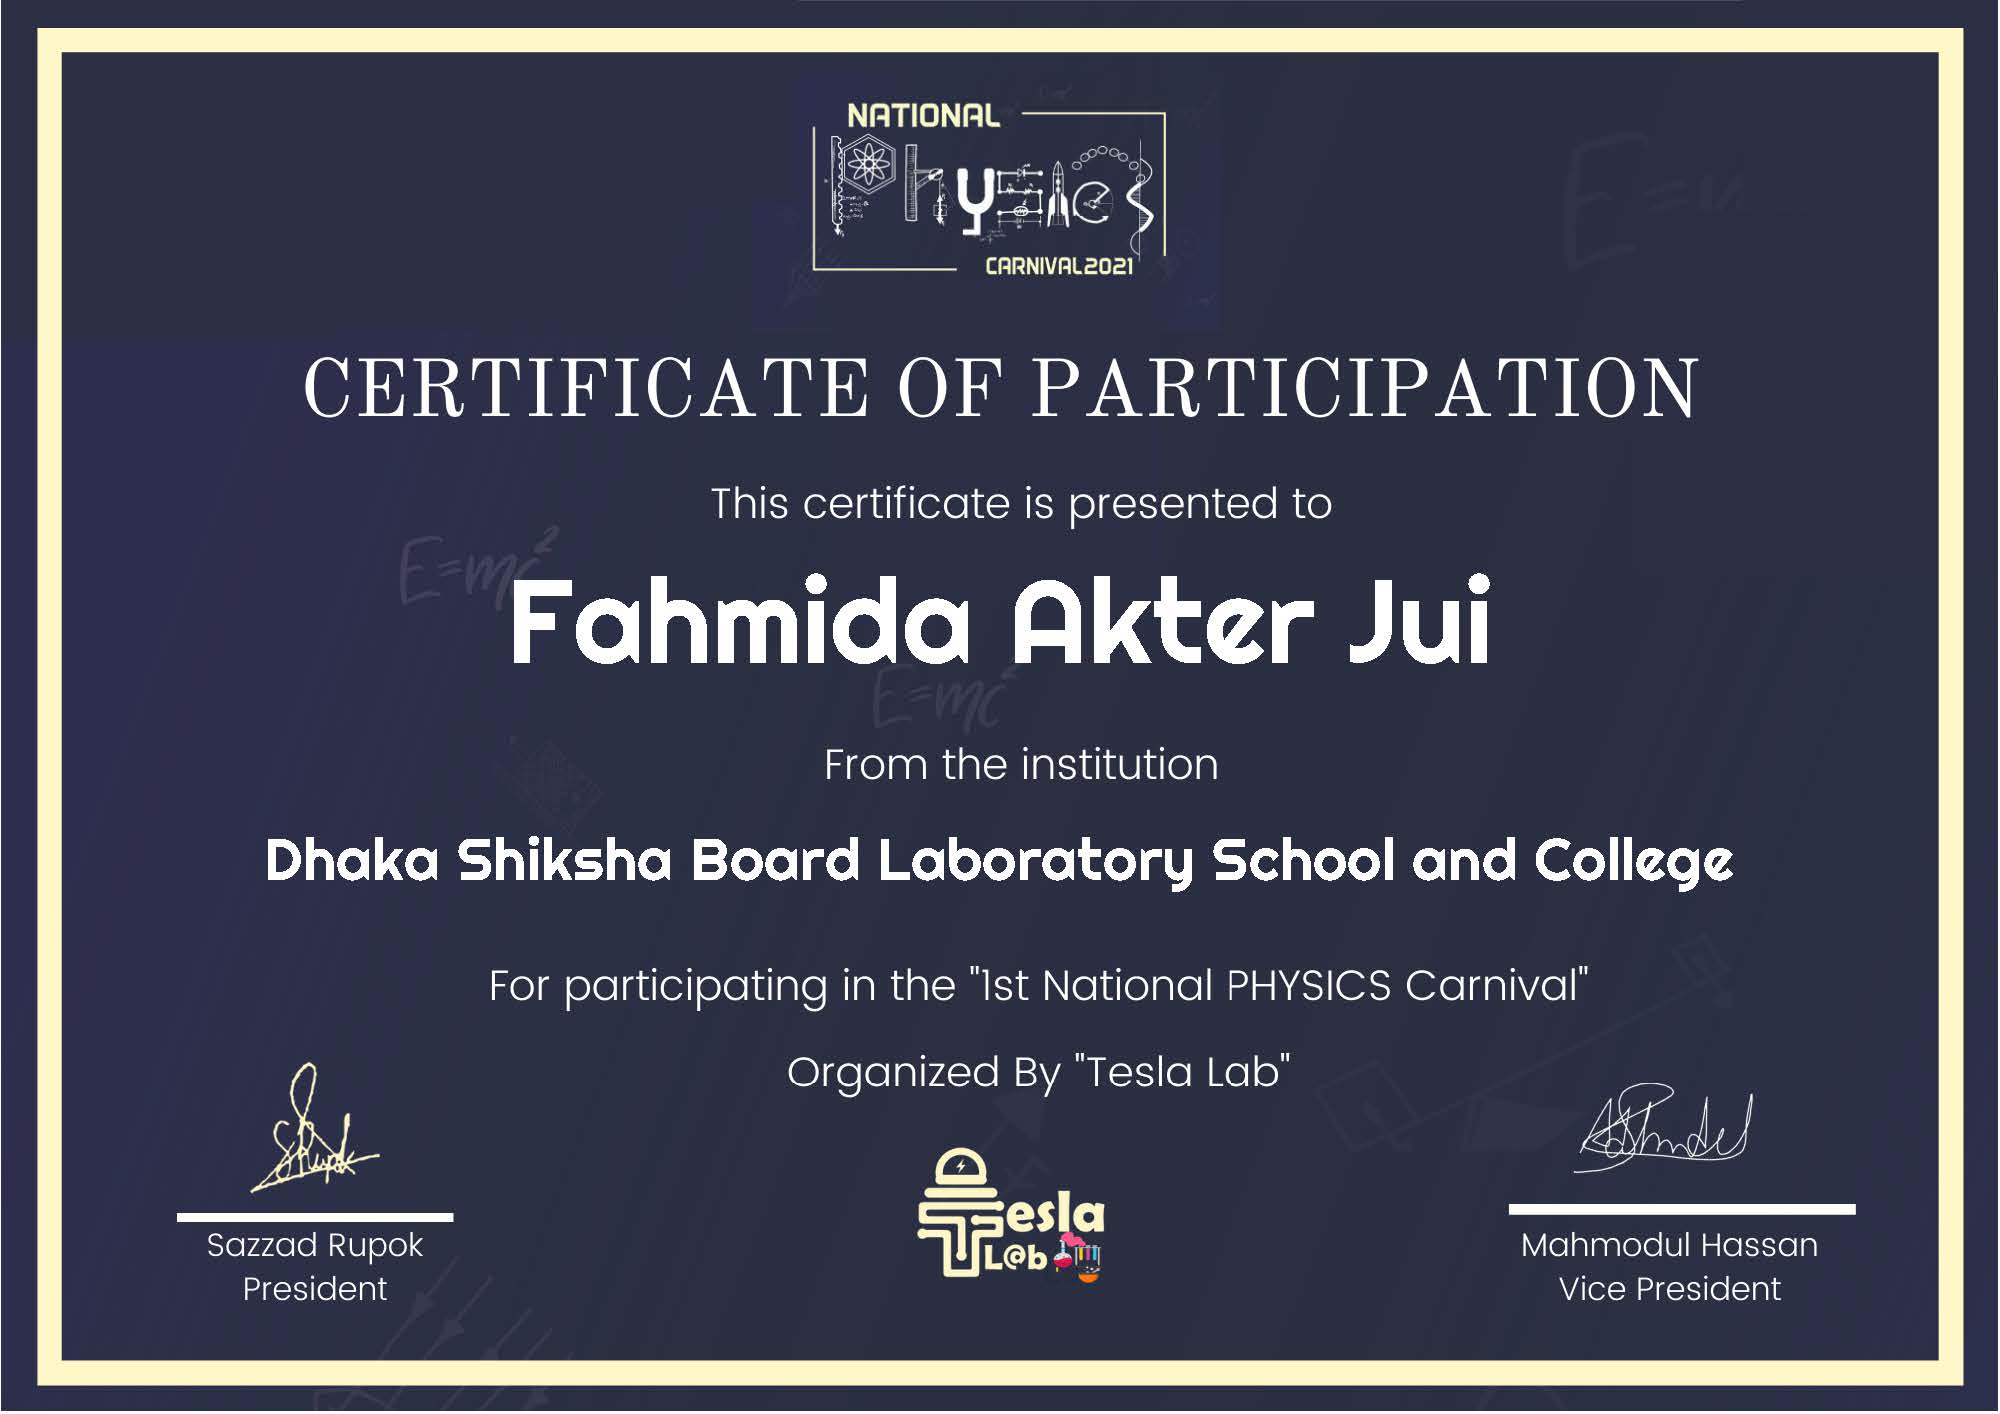 NATIONAL
Physics
CARNIVAL2021
CERTIFICATE OF PARTICIPATION
This certificate is presented to
E=mc²
Fahmida Akter Jui
E=mc²
From the institution
Dhaka Shiksha Board Laboratory School and College
For participating in the "1st National PHYSICS Carnival"
Organized By "Tesla Lab"
Tesla
L@b
Sazzad Rupok
President
Mahmodul Hassan
Vice President